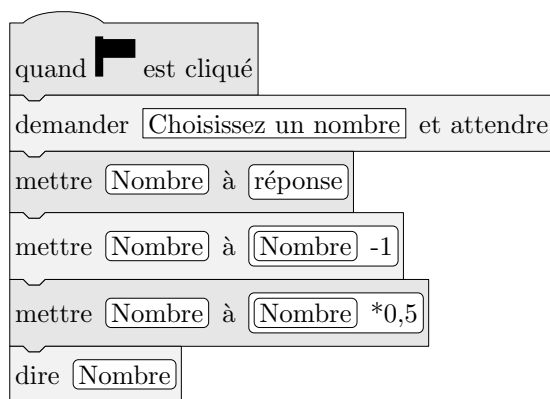 quand est cliqué
demander Choisissez un nombre et attendre
mettre Nombre à réponse
mettre Nombre à Nombre -1
mettre Nombre à Nombre *0,5
dire Nombre